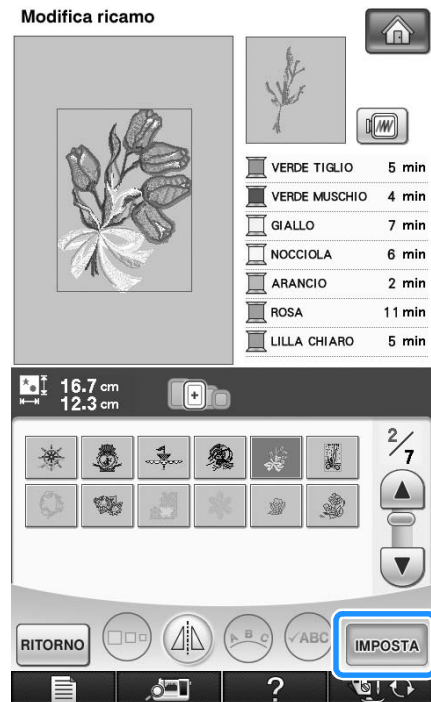 Modifica ricamo
VERDE TIGLIO 5 min
VERDE MUSCHIO 4 min
GIALLO 7 min
NOCCIOLA 6 min
ARANCIO 2 min
ROSA 11 min
LILLA CHIARO 5 min
16.7 cm
12.3 cm
2/7
RITORNO
A B C
✓ABC
IMPOSTA
?